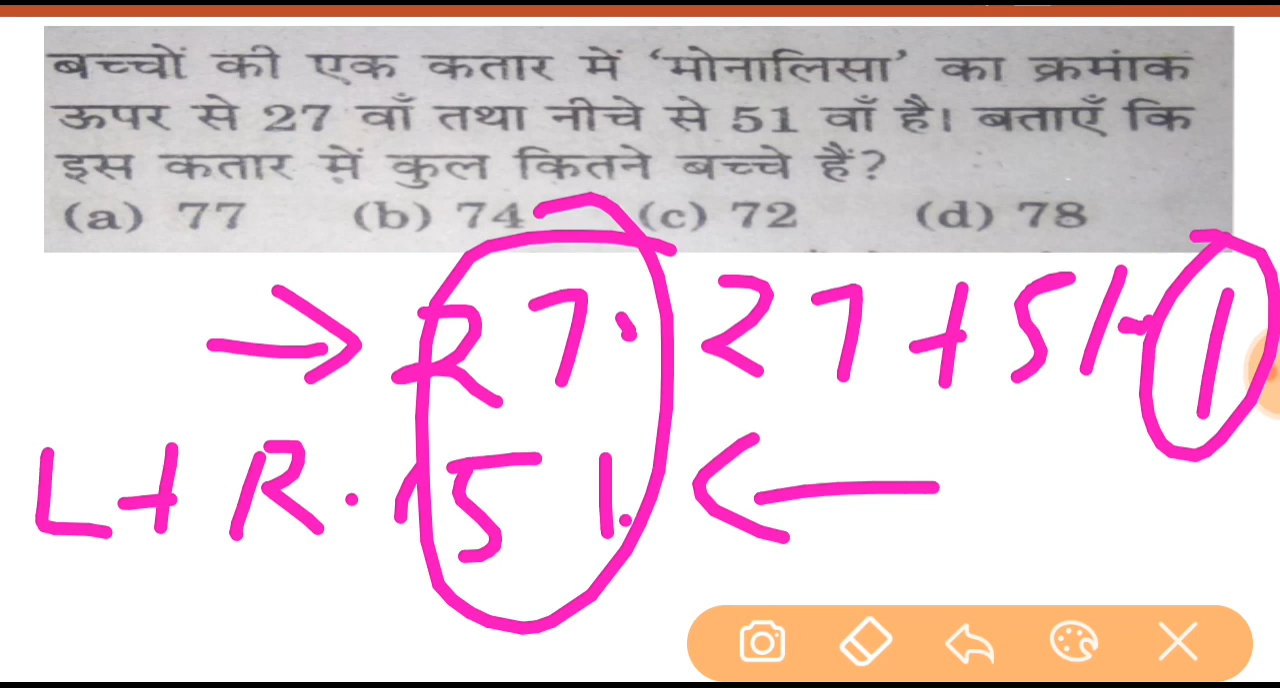 बच्चों की एक कतार में ‘मोनालिसा’ का क्रमांक
ऊपर से 27 वाँ तथा नीचे से 51 वाँ है। बताएँ कि
इस कतार में कुल कितने बच्चे हैं?
(a) 77 (b) 74 (c) 72 (d) 78
→ 27. 27+51-1
L+R. 51. ←